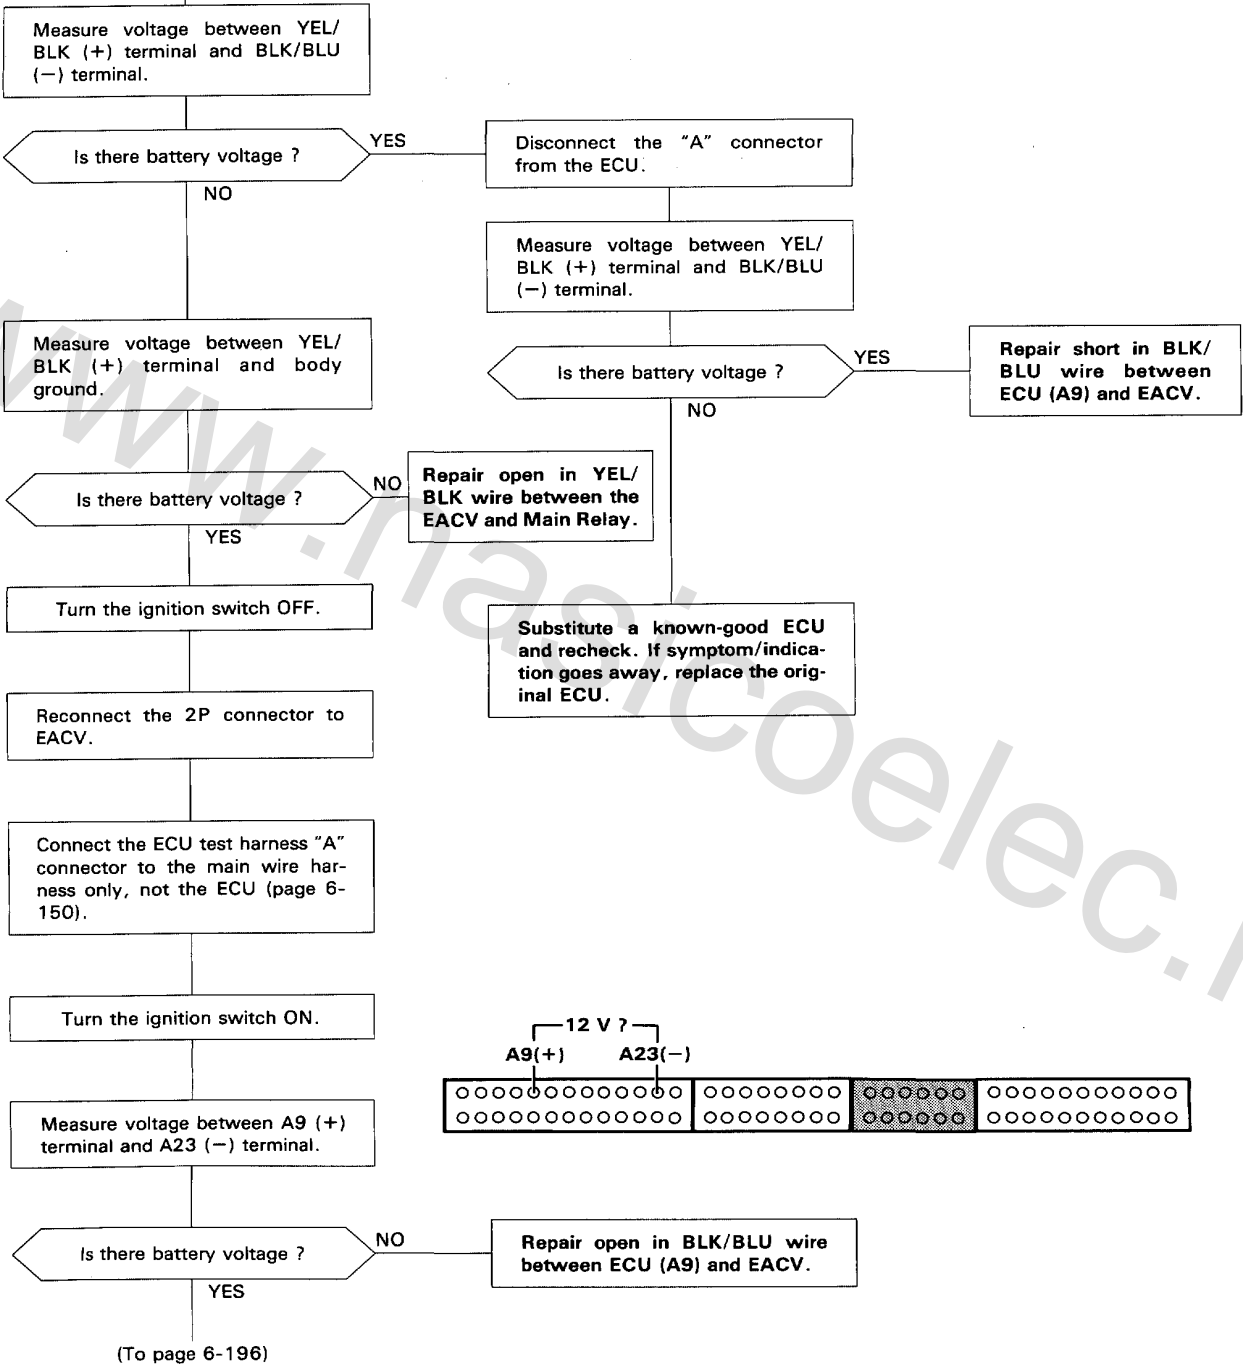 Measure voltage between YEL/
BLK (+) terminal and BLK/BLU
(—) terminal.
Is there battery voltage ?
YES
NO
Disconnect the "A" connector
from the ECU.
Measure voltage between YEL/
BLK (+) terminal and BLK/BLU
(—) terminal.
Is there battery voltage ?
YES
NO
Repair short in BLK/
BLU wire between
ECU (A9) and EACV.
Substitute a known-good ECU
and recheck. If symptom/indica-
tion goes away, replace the orig-
inal ECU.
Measure voltage between YEL/
BLK (+) terminal and body
ground.
Is there battery voltage ?
NO
YES
Repair open in YEL/
BLK wire between the
EACV and Main Relay.
Turn the ignition switch OFF.
Reconnect the 2P connector to
EACV.
Connect the ECU test harness "A"
connector to the main wire har-
ness only, not the ECU (page 6-
150).
Turn the ignition switch ON.
12 V ?
A9(+) A23(—)
Measure voltage between A9 (+)
terminal and A23 (—) terminal.
Is there battery voltage ?
NO
YES
Repair open in BLK/BLU wire
between ECU (A9) and EACV.
(To page 6-196)
www.nasicoelec.